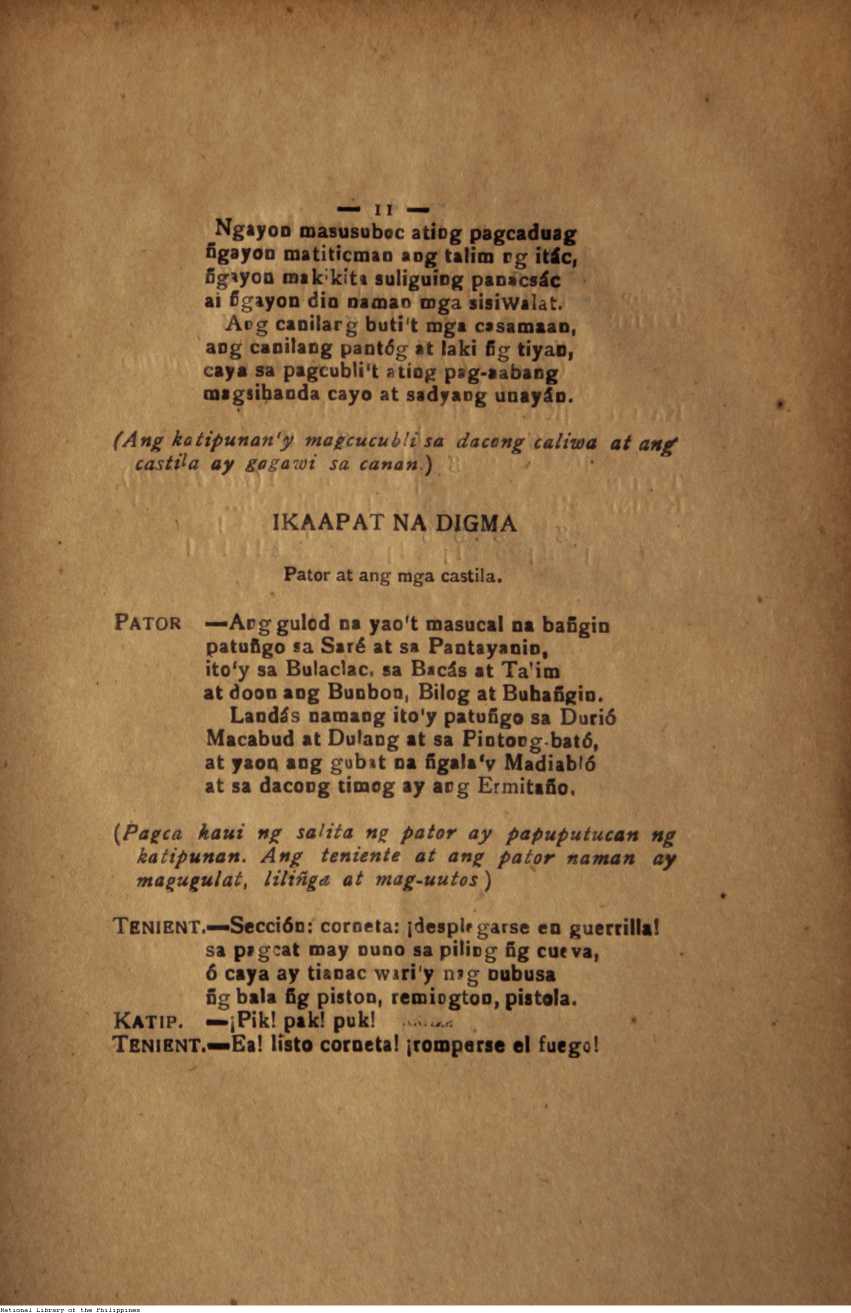 — 11 —
Ngayon masusuboc ating pagcaduag
ñgayon matiticman ang talim ng itác,
ñgayon makikita suliguing panacsác
ai ñgayon din naman mga sisiwalat.
Ang canilang buti't mga casamaan,
ang canilang pantóg at laki ñg tiyan,
caya sa pagcubli't ating pag-aabang
magsihanda cayo at sadyang unayán.
(Ang katipunan'y magcucubli sa dacong caliwa at ang
castila ay gagawi sa canan.)
IKAAPAT NA DIGMA
Pator at ang mga castila.
PATOR —Ang gulod na yao't masucal na bañgin
patuñgo sa Saré at sa Pantayanin,
ito'y sa Bulaclac, sa Bacás at Ta'im
at doon ang Bunbon, Bilog at Buhañgin.
Landás namang ito'y patuñgo sa Durió
Macabud at Dulang at sa Pintong-bató,
at yaon ang gubat na ñgala'y Madiabló
at sa dacong timog ay ang Ermitaño.
(Pagca kaui ng salita ng pator ay papuputucan ng
katipunan. Ang teniente at ang pator naman ay
magugulat, liliñga at mag-uutos)
TENIENT.—Sección: corneta: ¡desplegarse en guerrilla!
sa pagcat may nuno sa piling ñg cueva,
ó caya ay tianac wari'y nag nubusa
ñg bala ñg piston, remington, pistola.
KATIP. —¡Pik! pak! puk! ........
TENIENT.—Ea! listo corneta! ¡romperse el fuego!
National Library of the Philippines